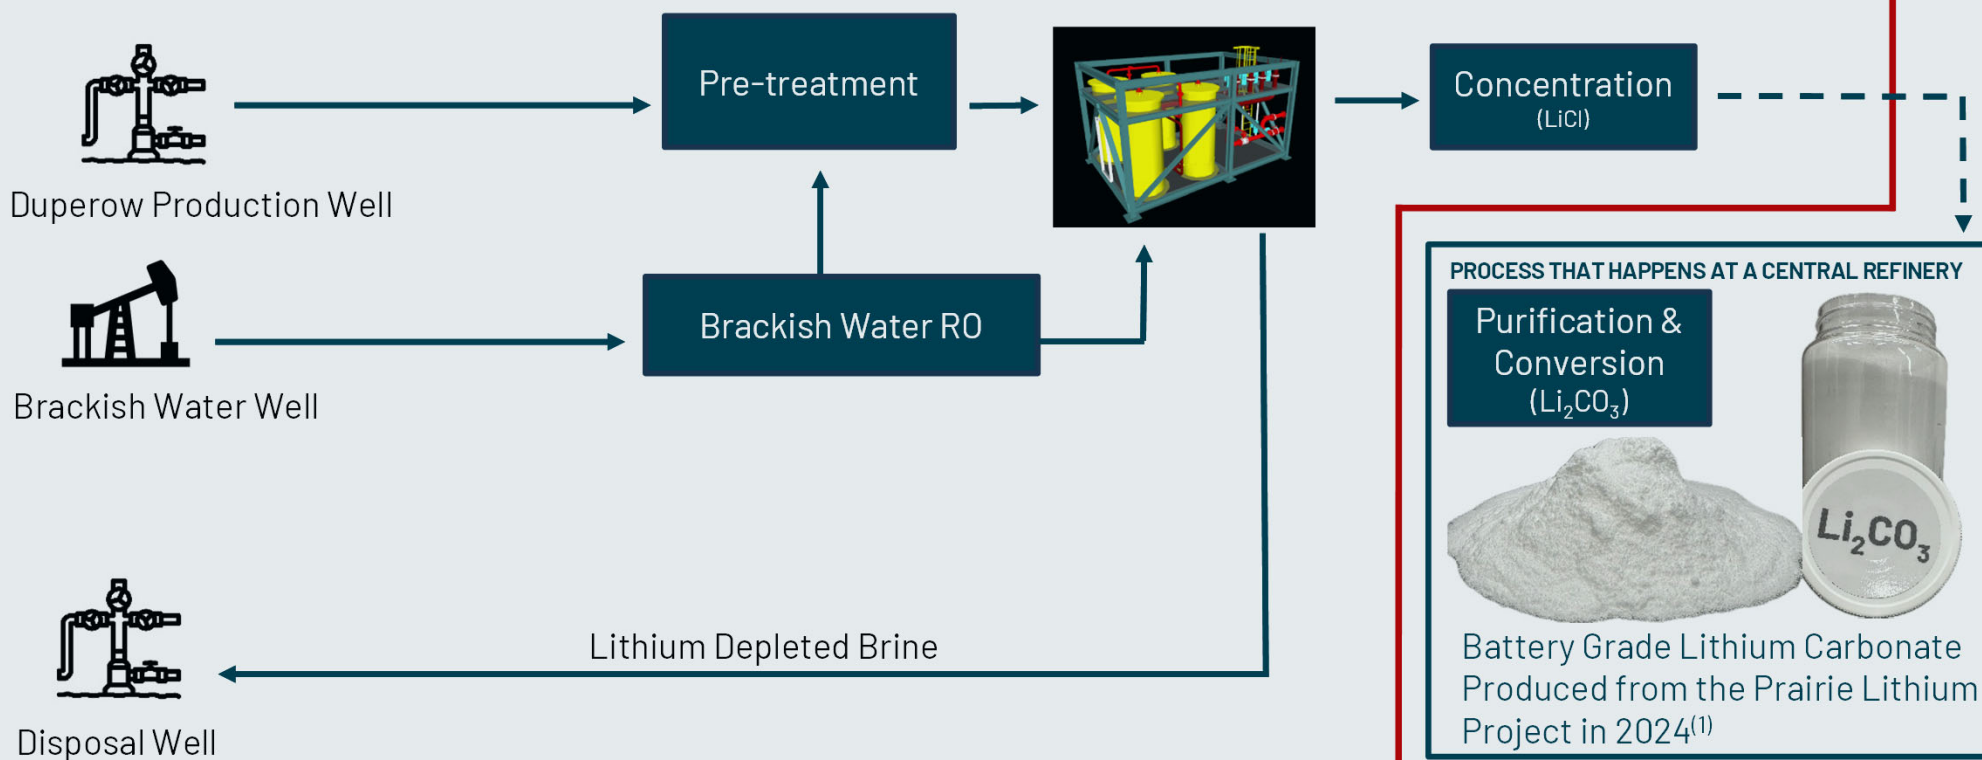 Pre-treatment
Concentration
(LiCl)
Duperow Production Well
Brackish Water RO
Brackish Water Well
PROCESS THAT HAPPENS AT A CENTRAL REFINERY
Purification &
Conversion
(Li₂CO₃)
Li₂CO₃
Lithium Depleted Brine
Disposal Well
Battery Grade Lithium Carbonate
Produced from the Prairie Lithium
Project in 2024⁽¹⁾